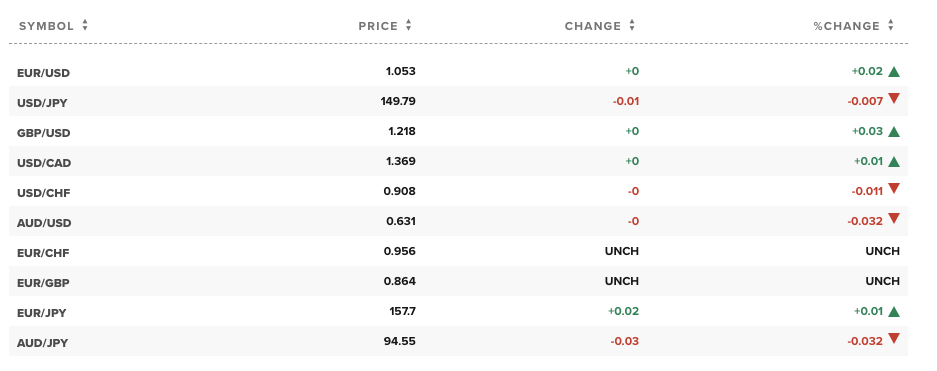 SYMBOL PRICE CHANGE %CHANGE
EUR/USD 1.053 +0 +0.02
USD/JPY 149.79 -0.01 -0.007
GBP/USD 1.218 +0 +0.03
USD/CAD 1.369 +0 +0.01
USD/CHF 0.908 -0 -0.011
AUD/USD 0.631 -0 -0.032
EUR/CHF 0.956 UNCH UNCH
EUR/GBP 0.864 UNCH UNCH
EUR/JPY 157.7 +0.02 +0.01
AUD/JPY 94.55 -0.03 -0.032